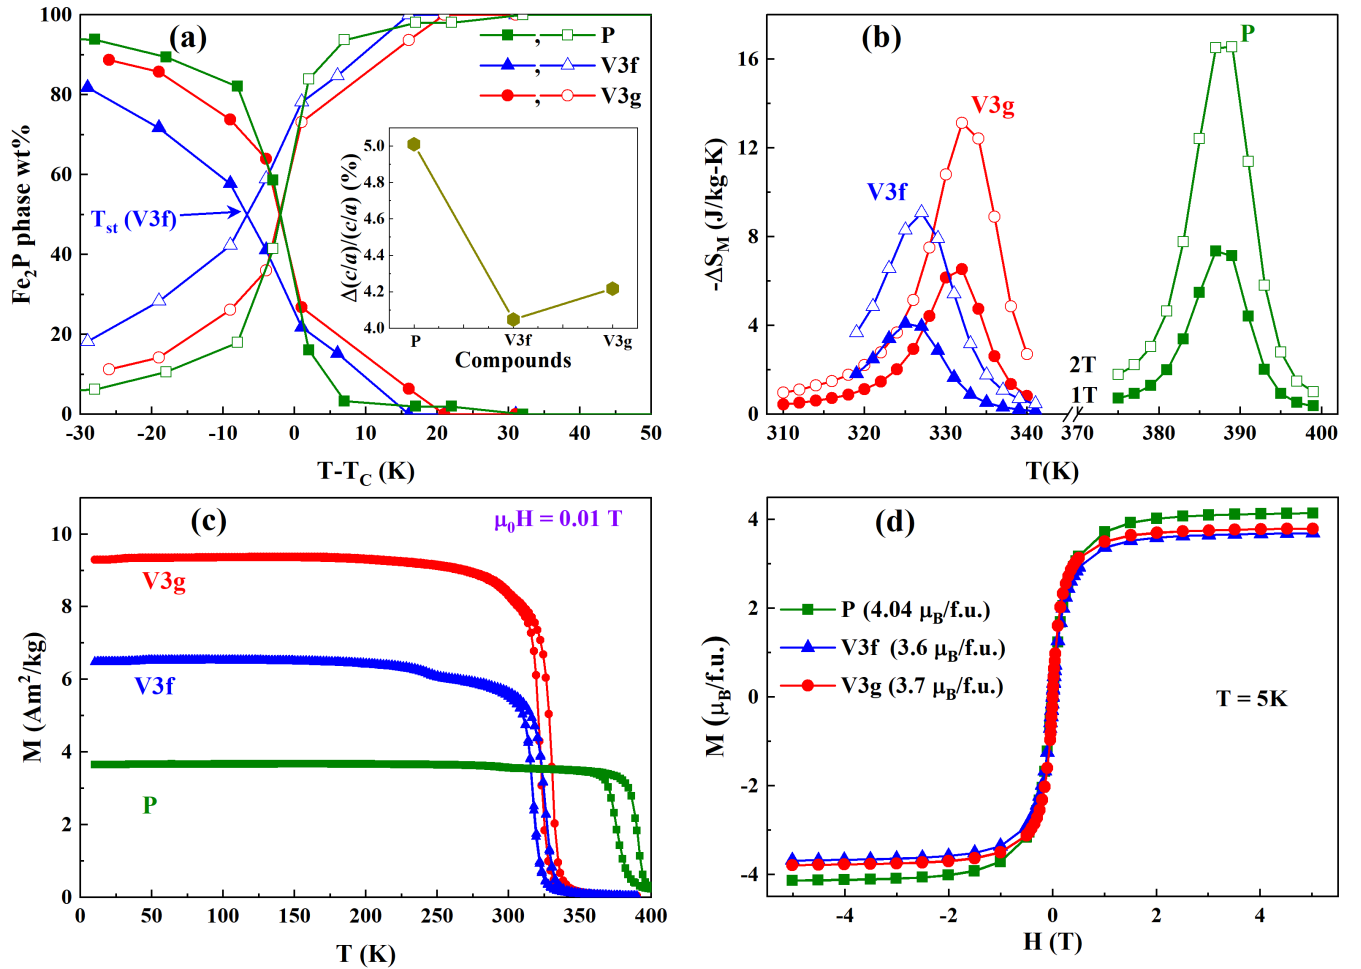 (a)
P
V3f
V3g
Fe2P phase wt%
100
80
60
40
20
0
Tst (V3f)
Δ(c/a)/(c/a) (%)
5.0
4.8
4.6
4.4
4.2
4.0
P
V3f
V3g
Compounds
-30
-20
-10
0
10
20
30
40
50
T-TC (K)
(b)
P
V3g
V3f
2T
1T
-ΔSM (J/kg-K)
16
12
8
4
0
310
320
330
340
370
380
390
400
T(K)
(c)
μ0H = 0.01 T
V3g
V3f
P
M (Am²/kg)
10
8
6
4
2
0
0
50
100
150
200
250
300
350
400
T (K)
(d)
P (4.04 μB/f.u.)
V3f (3.6 μB/f.u.)
V3g (3.7 μB/f.u.)
T = 5K
M (μB/f.u.)
4
2
0
-2
-4
-4
-2
0
2
4
H (T)